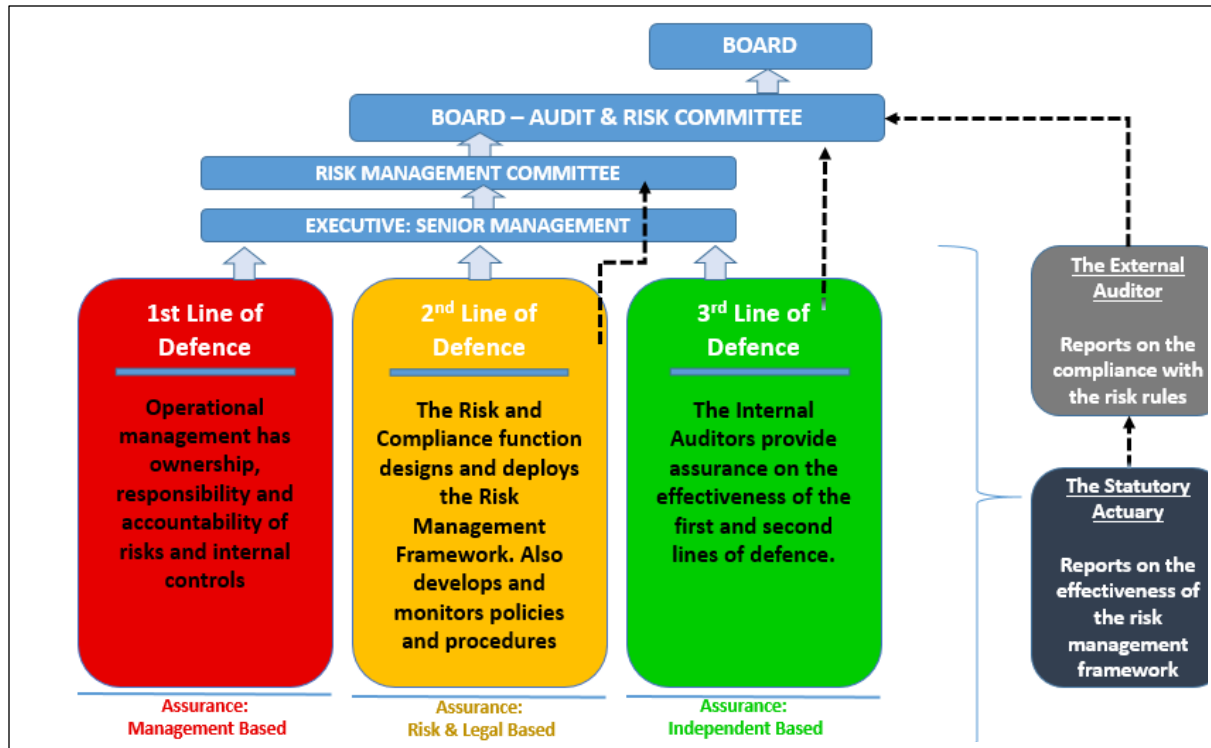 BOARD
BOARD – AUDIT & RISK COMMITTEE
RISK MANAGEMENT COMMITTEE
EXECUTIVE: SENIOR MANAGEMENT
1st Line of
Defence
Operational
management has
ownership,
responsibility and
accountability of
risks and internal
controls
Assurance:
Management Based
2nd Line of
Defence
The Risk and
Compliance function
designs and deploys
the Risk
Management
Framework. Also
develops and
monitors policies
and procedures
Assurance:
Risk & Legal Based
3rd Line of
Defence
The Internal
Auditors provide
assurance on the
effectiveness of the
first and second
lines of defence.
Assurance:
Independent Based
The External
Auditor
Reports on the
compliance with
the risk rules
The Statutory
Actuary
Reports on the
effectiveness of
the risk
management
framework